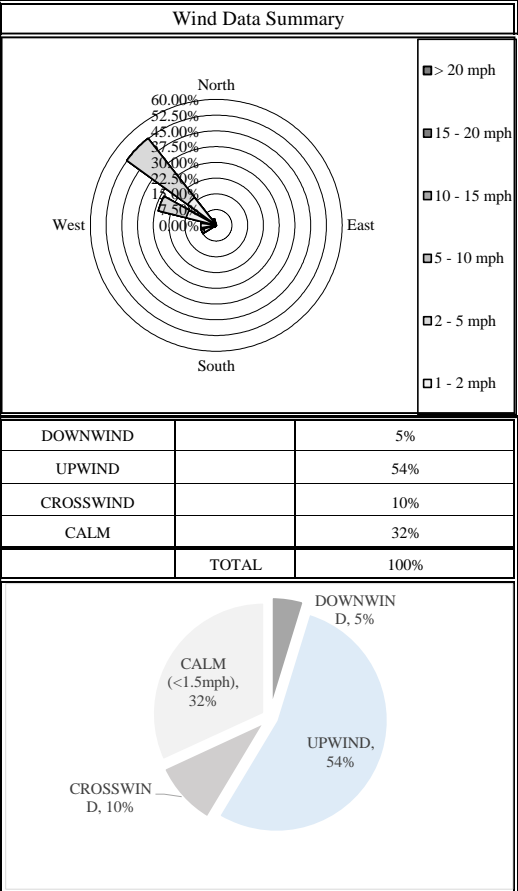 Wind Data Summary
North
60.00%
52.50%
45.00%
37.50%
30.00%
22.50%
15.00%
7.50%
0.00%
West
East
South
> 20 mph
15 - 20 mph
10 - 15 mph
5 - 10 mph
2 - 5 mph
1 - 2 mph
DOWNWIND 5%
UPWIND 54%
CROSSWIND 10%
CALM 32%
TOTAL 100%
DOWNWIN
D, 5%
CALM
(<1.5mph),
32%
UPWIND,
54%
CROSSWIN
D, 10%